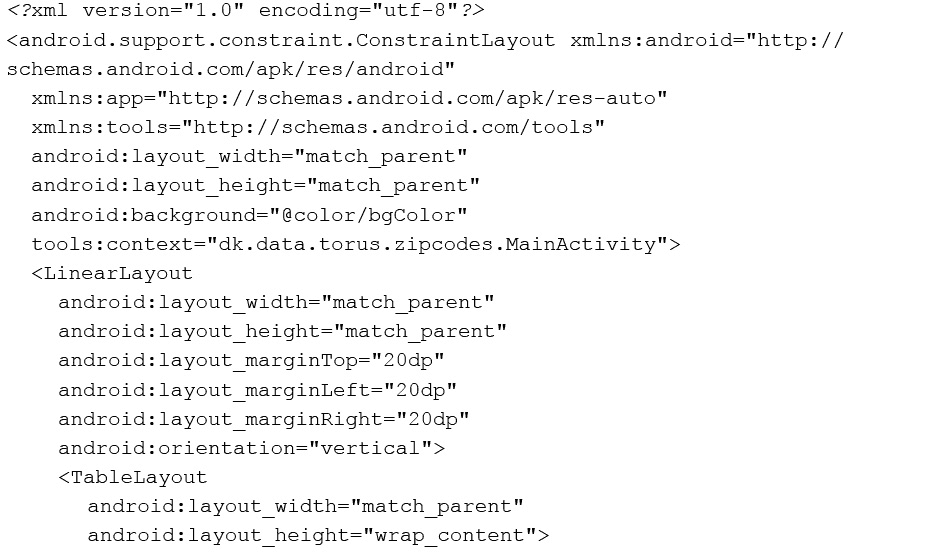 <?xml version="1.0" encoding="utf-8"?>
<android.support.constraint.ConstraintLayout xmlns:android="http://
schemas.android.com/apk/res/android"
xmlns:app="http://schemas.android.com/apk/res-auto"
xmlns:tools="http://schemas.android.com/tools"
android:layout_width="match_parent"
android:layout_height="match_parent"
android:background="@color/bgColor"
tools:context="dk.data.torus.zipcodes.MainActivity">
<LinearLayout
android:layout_width="match_parent"
android:layout_height="match_parent"
android:layout_marginTop="20dp"
android:layout_marginLeft="20dp"
android:layout_marginRight="20dp"
android:orientation="vertical">
<TableLayout
android:layout_width="match_parent"
android:layout_height="wrap_content">